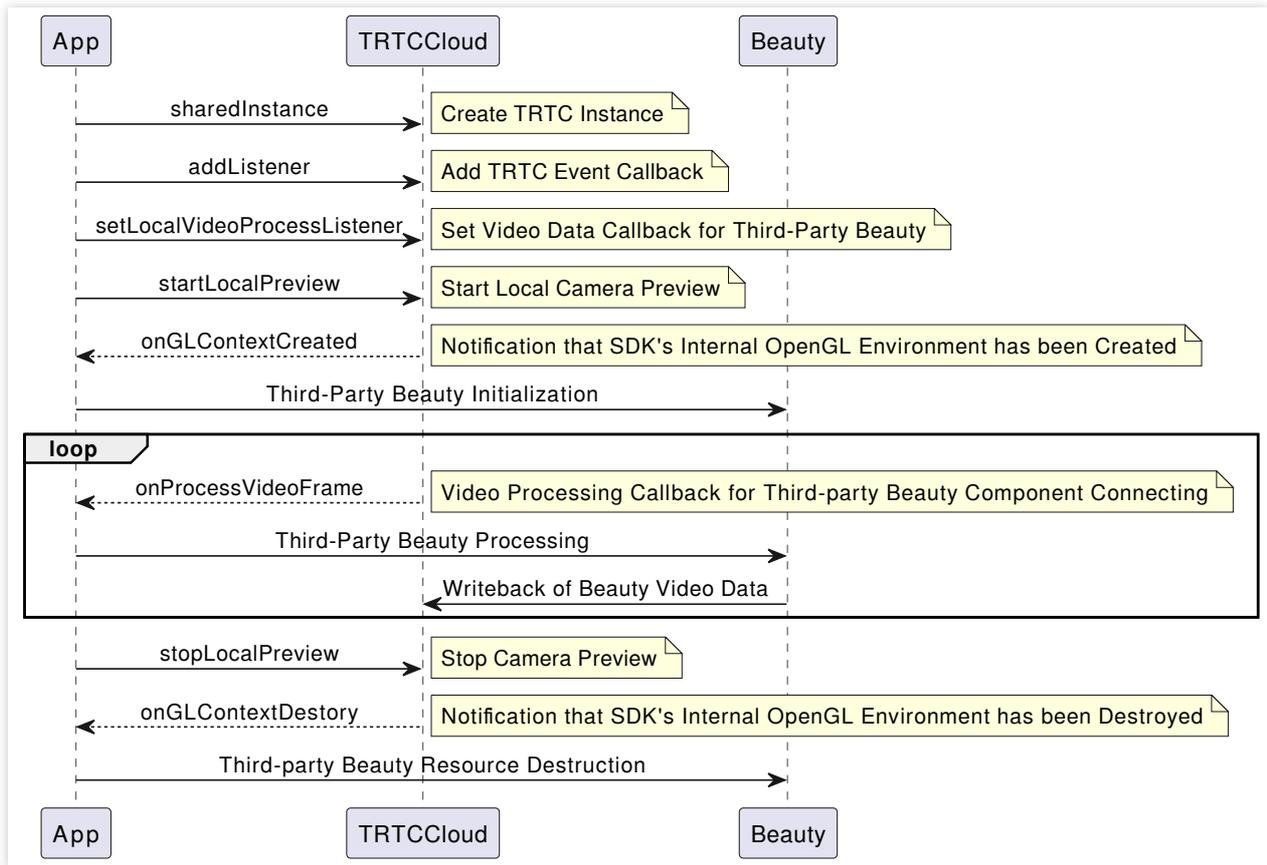 App TRTCCloud Beauty
sharedInstance Create TRTC Instance
addListener Add TRTC Event Callback
setLocalVideoProcessListener Set Video Data Callback for Third-Party Beauty
startLocalPreview Start Local Camera Preview
onGLContextCreated Notification that SDK's Internal OpenGL Environment has been Created
Third-Party Beauty Initialization
loop
onProcessVideoFrame Video Processing Callback for Third-party Beauty Component Connecting
Third-Party Beauty Processing
Writeback of Beauty Video Data
stopLocalPreview Stop Camera Preview
onGLContextDestory Notification that SDK's Internal OpenGL Environment has been Destroyed
Third-party Beauty Resource Destruction
App TRTCCloud Beauty